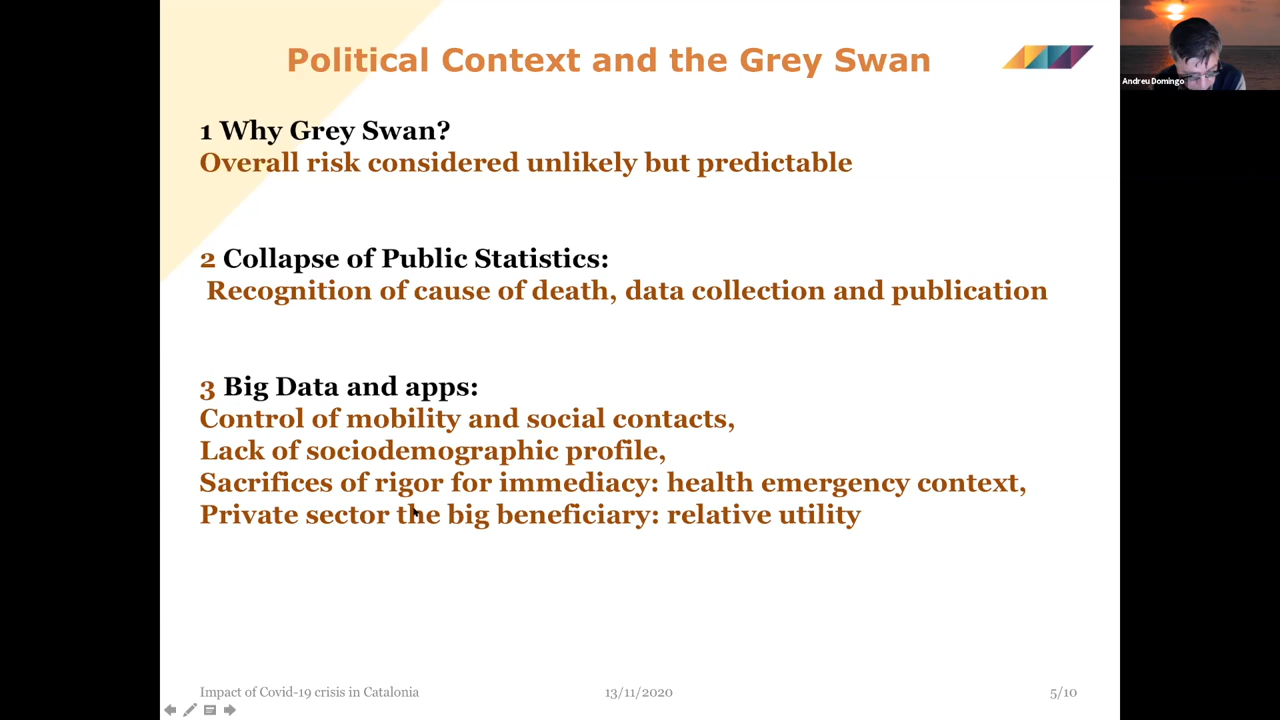 Political Context and the Grey Swan
Andreu Domingo
1 Why Grey Swan?
Overall risk considered unlikely but predictable
2 Collapse of Public Statistics:
Recognition of cause of death, data collection and publication
3 Big Data and apps:
Control of mobility and social contacts,
Lack of sociodemographic profile,
Sacrifices of rigor for immediacy: health emergency context,
Private sector the big beneficiary: relative utility
Impact of Covid-19 crisis in Catalonia
13/11/2020
5/10